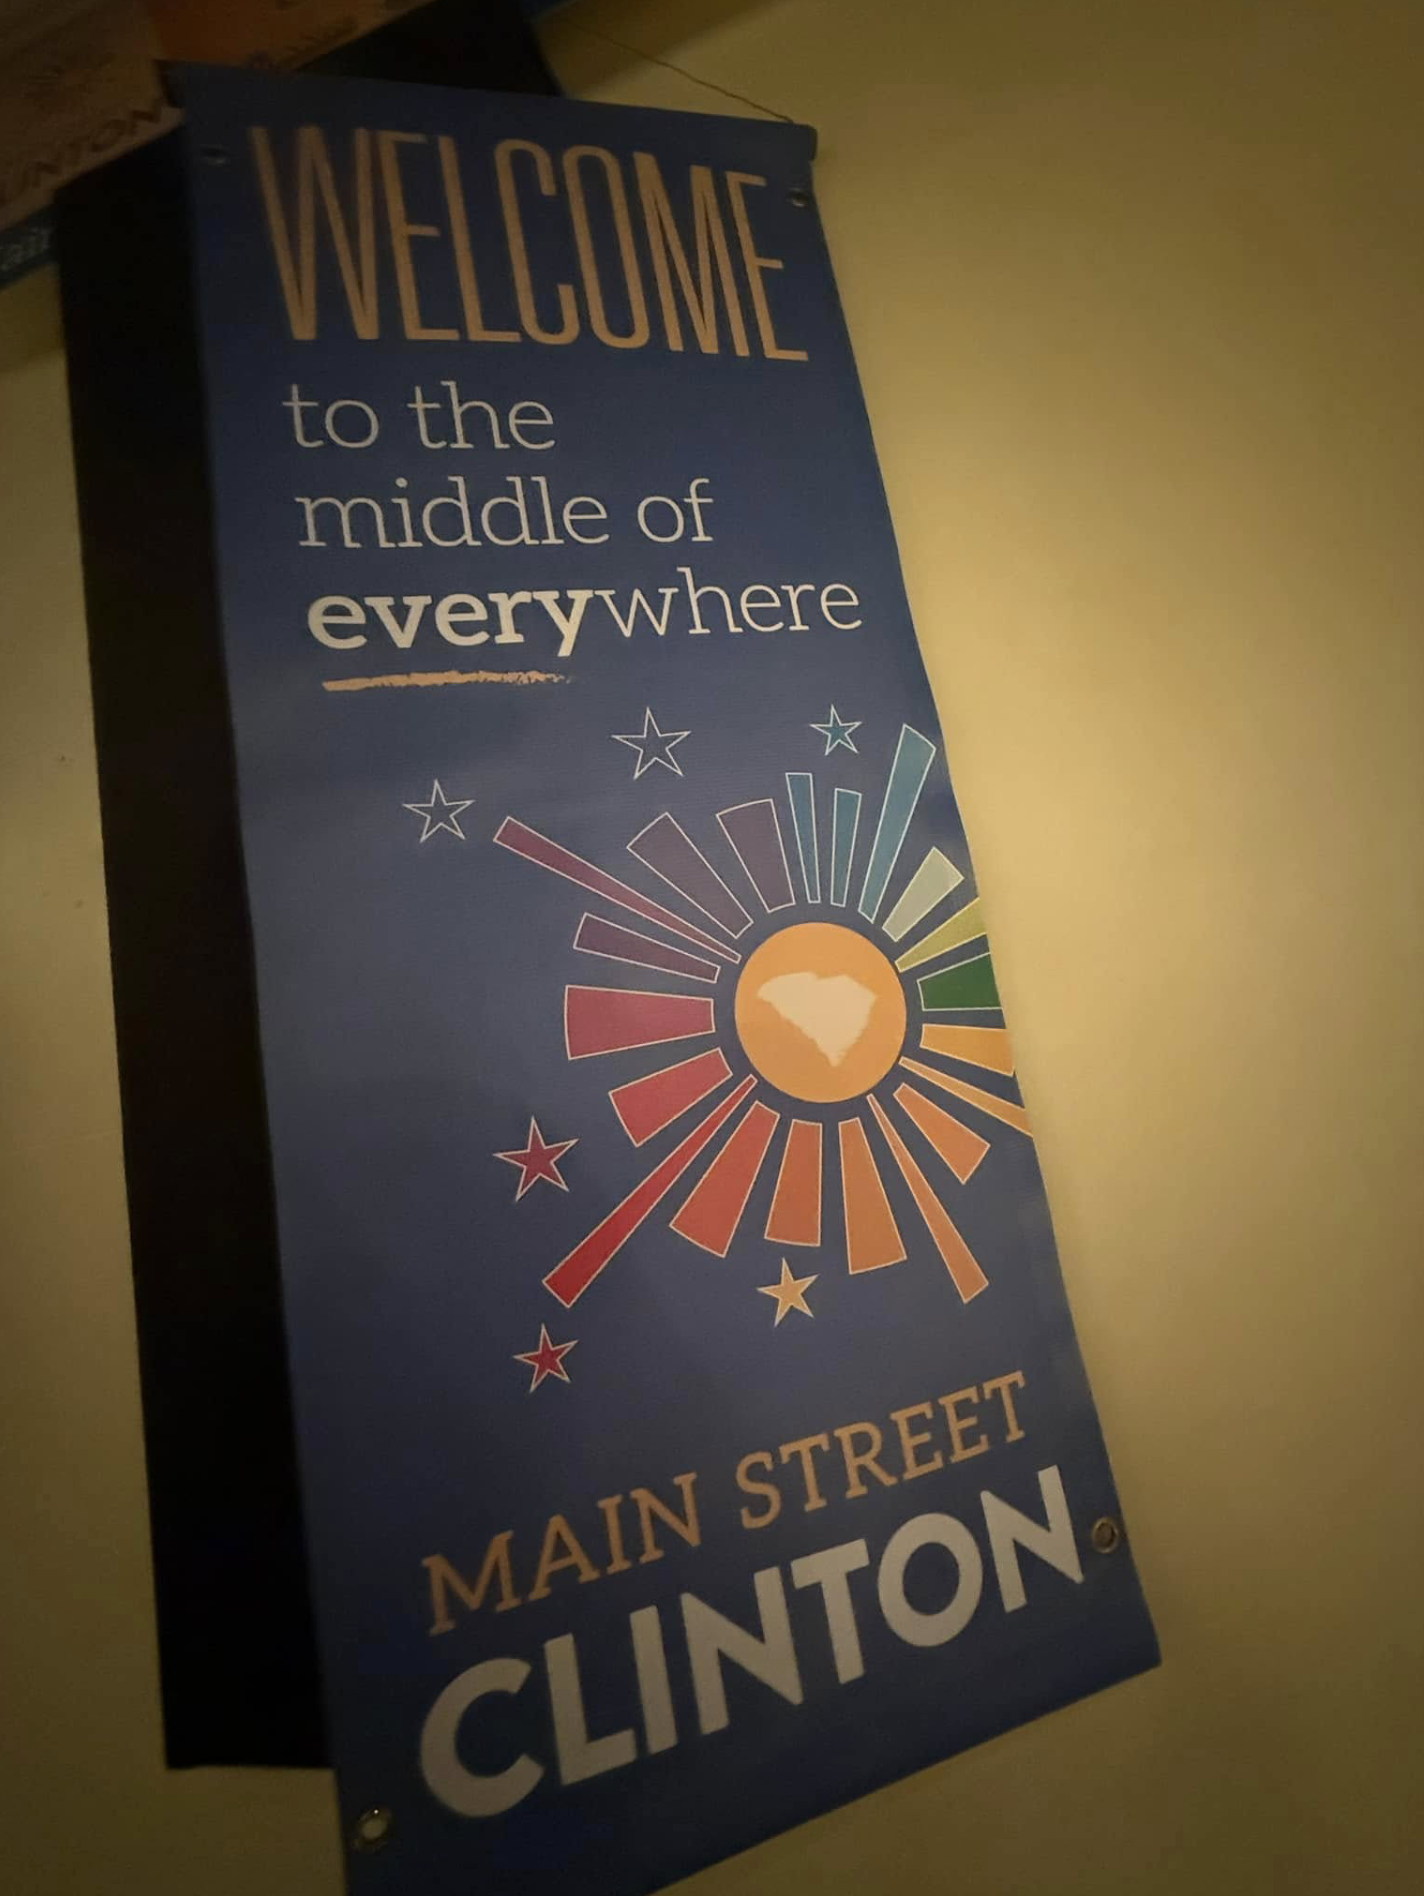 WELCOME
to the
middle of
everywhere
MAIN STREET
CLINTON